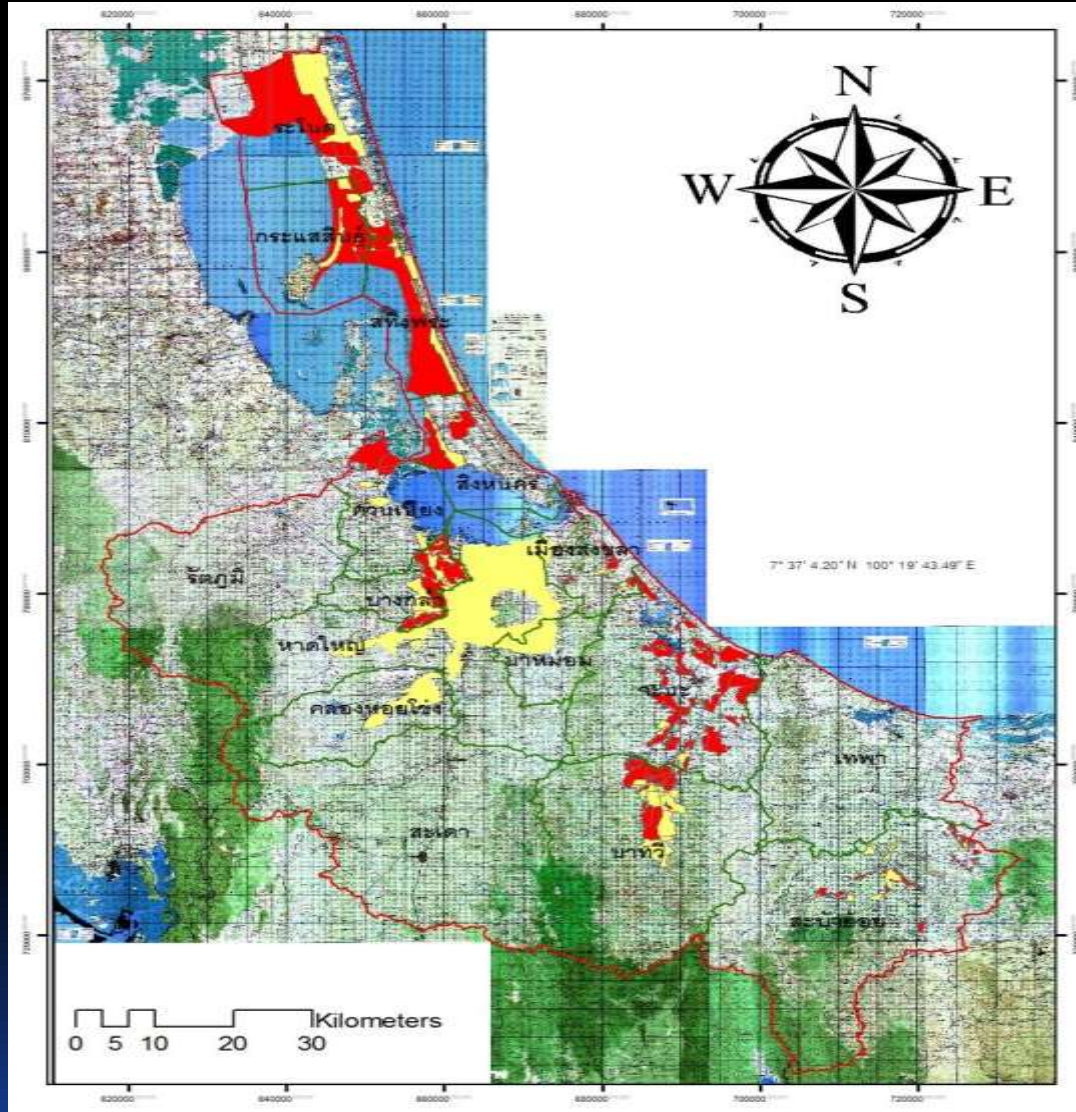 620000 640000 660000 680000 700000 720000
N
W E
S
ระโนด
กระแสสินธุ์
สทิงพระ
สิงหนคร
ควนเนียง
เมืองสงขลา
7° 37' 4.20" N 100° 19' 43.49" E
รัตภูมิ
บางกล่ำ
หาดใหญ่
นาหม่อม
จะนะ
คลองหอยโข่ง
เทพา
สะเดา
นาทวี
สะบ้าย้อย
Kilometers
0 5 10 20 30
620000 640000 660000 680000 700000 720000